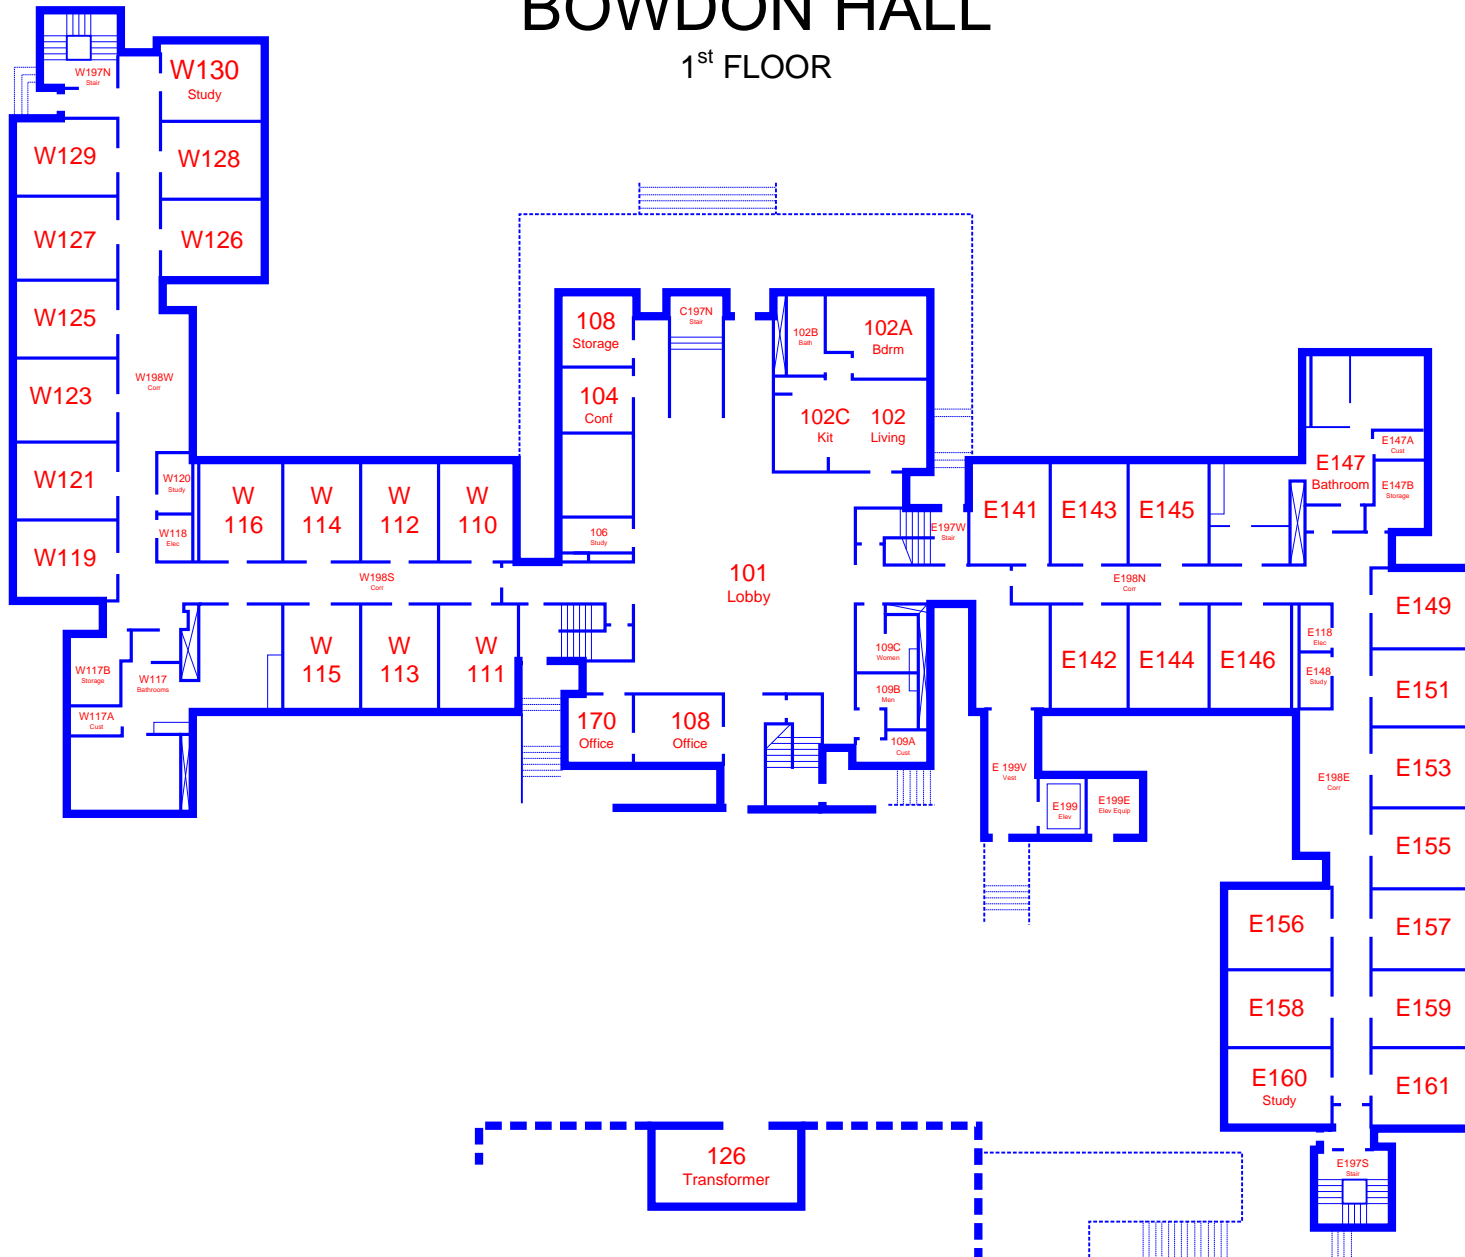 BOWDON HALL
1st FLOOR
W197N
Stair
W130
Study
W129
W128
W127
W126
W125
W123
W198W
Corr
W121
W120
Study
W118
Elec
W119
W
116
W
114
W
112
W
110
W198S
Corr
W
115
W
113
W
111
W117B
Storage
W117
Bathrooms
W117A
Cust
108
Storage
C197N
Stair
102B
Bath
102A
Bdrm
104
Conf
102C
Kit
102
Living
106
Study
101
Lobby
109C
Women
109B
Men
109A
Cust
170
Office
108
Office
E197W
Stair
E141
E143
E145
E147
Bathroom
E147A
Cust
E147B
Storage
E198N
Corr
E142
E144
E146
E118
Elec
E148
Study
E149
E151
E153
E198E
Corr
E 199V
Vest
E199
Elev
E199E
Elev Equip
E155
E156
E157
E158
E159
E160
Study
E161
E197S
Stair
126
Transformer